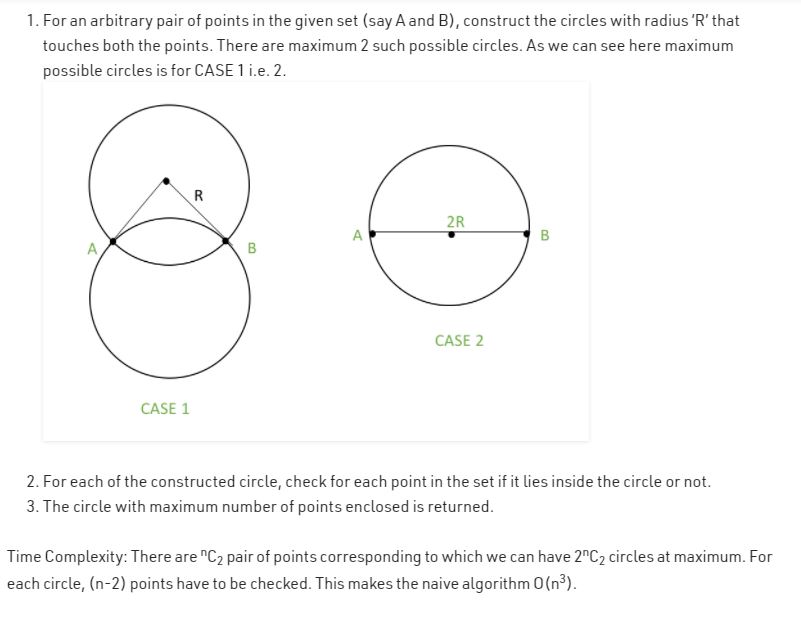 1. For an arbitrary pair of points in the given set (say A and B), construct the circles with radius ‘R’ that
touches both the points. There are maximum 2 such possible circles. As we can see here maximum
possible circles is for CASE 1 i.e. 2.
R
2R
A
B
A
B
CASE 2
CASE 1
2. For each of the constructed circle, check for each point in the set if it lies inside the circle or not.
3. The circle with maximum number of points enclosed is returned.
Time Complexity: There are ⁿC₂ pair of points corresponding to which we can have 2ⁿC₂ circles at maximum. For
each circle, (n-2) points have to be checked. This makes the naive algorithm O(n³).